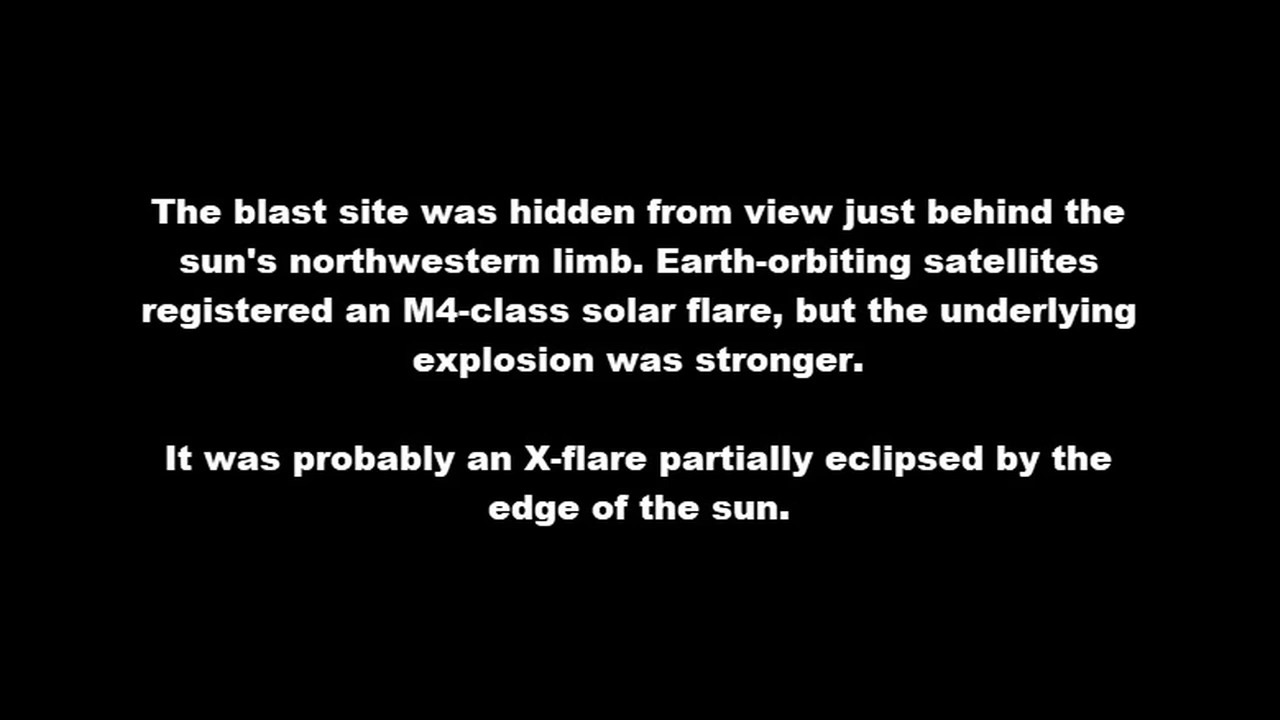 The blast site was hidden from view just behind the
sun's northwestern limb. Earth-orbiting satellites
registered an M4-class solar flare, but the underlying
explosion was stronger.
It was probably an X-flare partially eclipsed by the
edge of the sun.